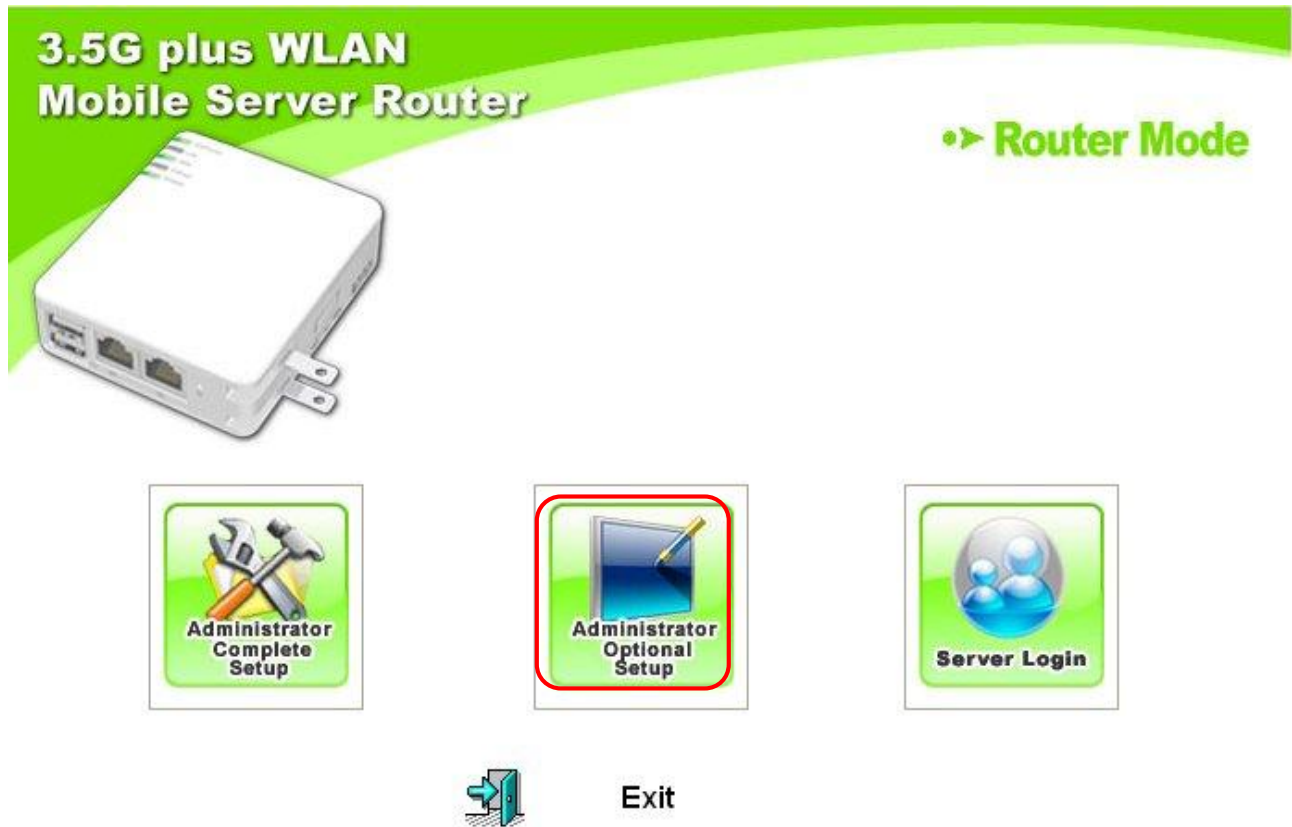 3.5G plus WLAN
Mobile Server Router
Router Mode
Administrator
Complete
Setup
Administrator
Optional
Setup
Server Login
Exit